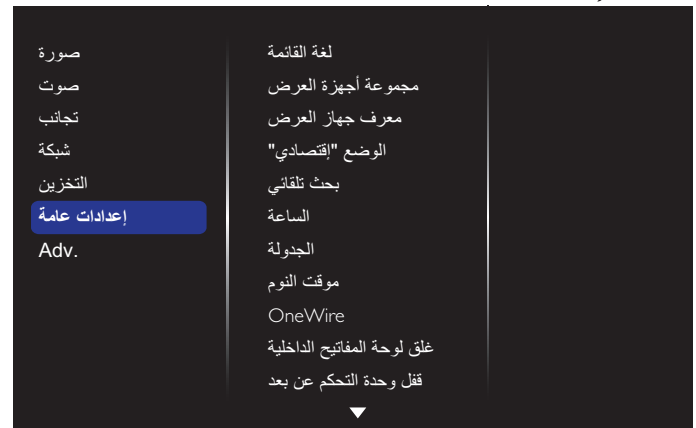 صورة
صوت
تجانب
شبكة
التخزين
إعدادات عامة
Adv.
لغة القائمة
مجموعة أجهزة العرض
معرف جهاز العرض
الوضع "إقتصادي"
بحث تلقائي
الساعة
الجدولة
موقت النوم
OneWire
غلق لوحة المفاتيح الداخلية
قفل وحدة التحكم عن بعد